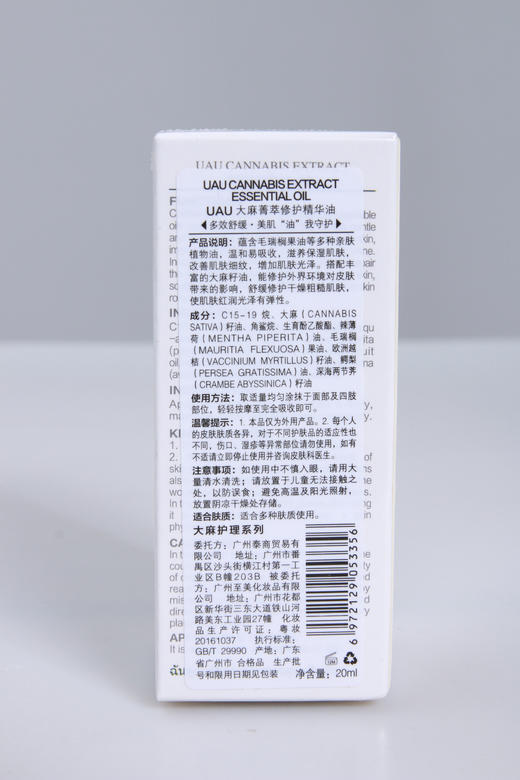 UAU CANNABIS EXTRACT
UAU CANNABIS EXTRACT
ESSENTIAL OIL
UAU 大麻菁萃修护精华油
多效舒缓·美肌“油”我守护
产品说明：蕴含毛瑞榈果油等多种亲肤
植物油，温和易吸收，滋养保湿肌肤，
改善肌肤细纹，增加肌肤光泽。搭配丰
富的大麻籽油，能修护外界环境对皮肤
带来的影响，舒缓修护干燥粗糙肌肤，
使肌肤红润光泽有弹性。
成分：C15-19 烷、大麻(CANNABIS
SATIVA)籽油、角鲨烷、生育酚乙酸酯、辣薄
荷(MENTHA PIPERITA)油、毛瑞榈
(MAURITIA FLEXUOSA)果油、欧洲越
桔(VACCINIUM MYRTILLUS)籽油、鳄梨
(PERSEA GRATISSIMA)油、深海两节荠
(CRAMBE ABYSSINICA)籽油
使用方法：取适量均匀涂抹于面部及四肢
部位，轻轻按摩至完全吸收即可。
温馨提示：1.本品仅为外用产品。2.每个人
的皮肤肤质各异，对于不同护肤品的适应性也
不同，伤口、湿疹等异常部位请勿使用，如有
不适请立即停止使用并咨询皮肤科医生。
注意事项：如使用中不慎入眼，请用大
量清水清洗；请放置于儿童无法接触之
处，以防误食；避免高温及阳光照射，
放置阴凉干燥处存储。
适合肤质：适合多种肤质使用。
大麻护理系列
委托方：广州泰商贸易有
限公司 地址：广州市番
禺区沙头街横江村第一工
业区B幢203B 被委托
方：广州至美化妆品有限
公司 地址：广州市花都
区新华街三东大道铁山河
路美东工业园27幢 化妆
品生产许可证：粤妆
20161037 执行标准：
GB/T 29990 产地：广东
省广州市 合格品 生产批
号和限用日期见包装
净含量：20ml
6 972129 053356